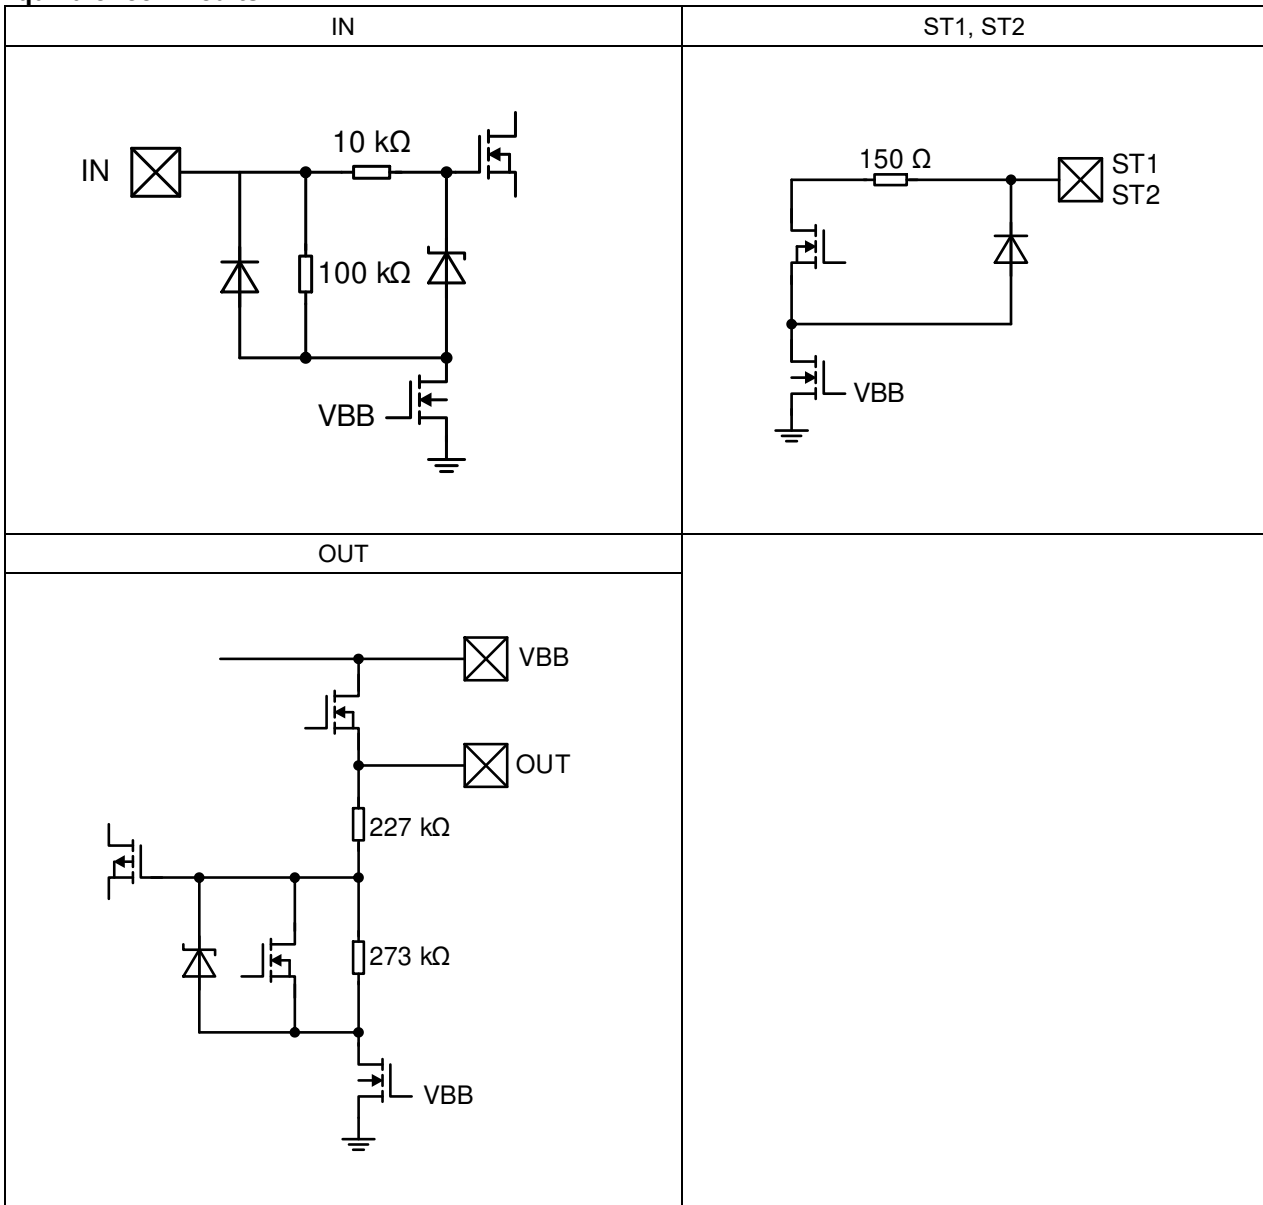 IN
ST1, ST2
10 kΩ
IN
100 kΩ
VBB
150 Ω
ST1
ST2
VBB
OUT
VBB
OUT
227 kΩ
273 kΩ
VBB